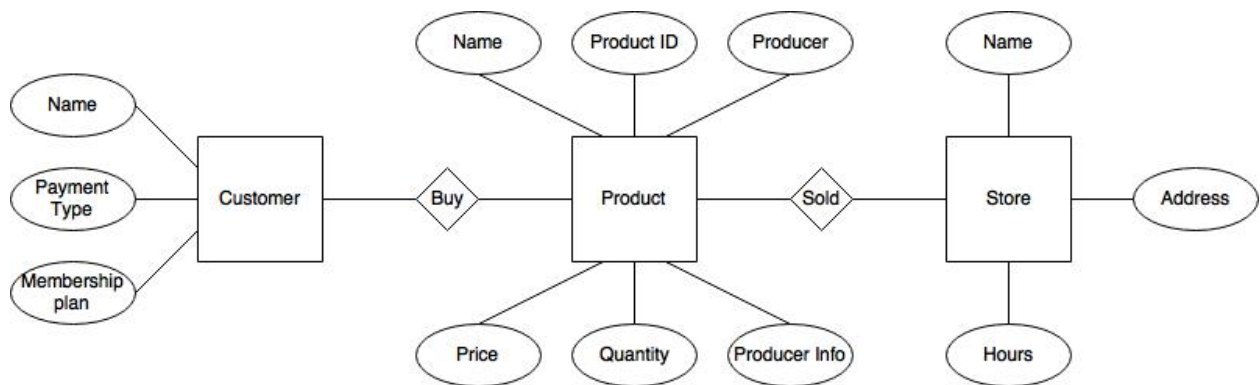 Name
Product ID
Producer
Name
Name
Payment
Type
Customer
Buy
Product
Sold
Store
Address
Membership
plan
Price
Quantity
Producer Info
Hours